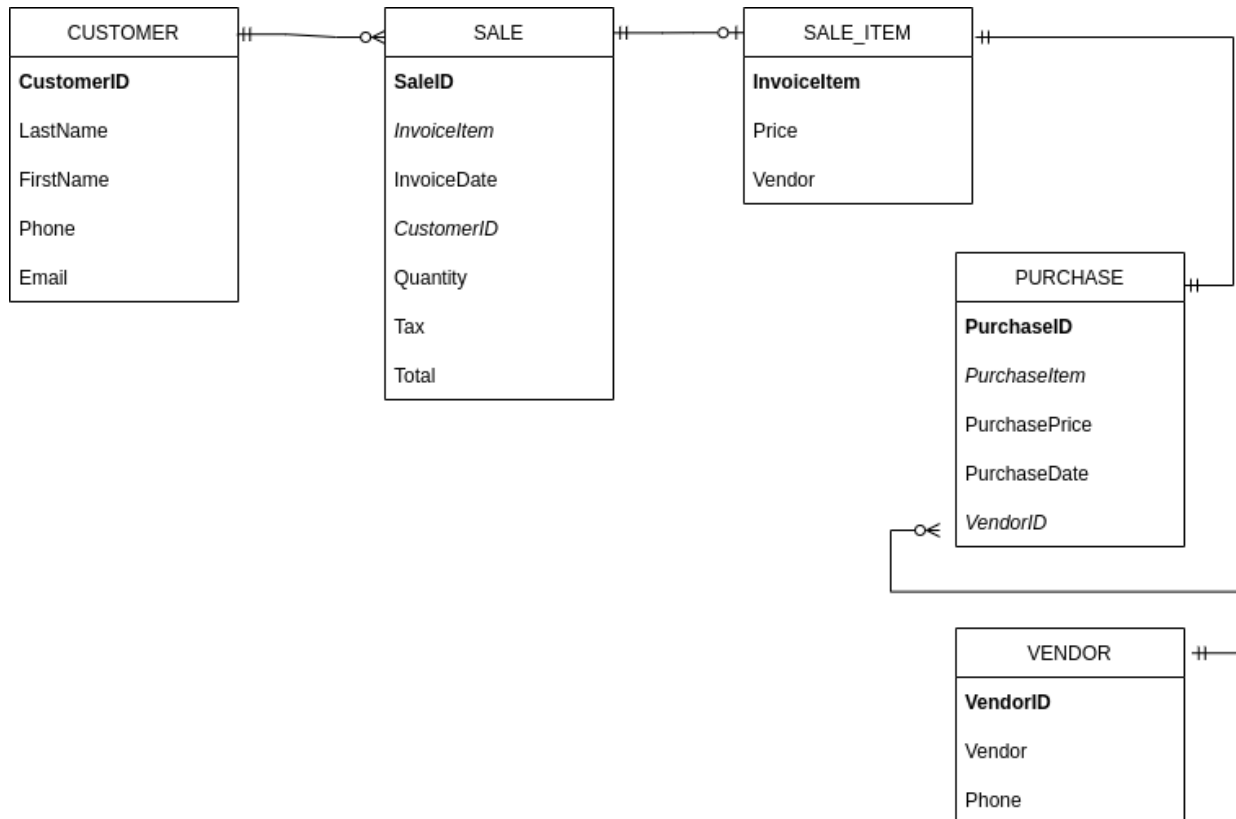 CUSTOMER
CustomerID
LastName
FirstName
Phone
Email
SALE
SaleID
InvoiceItem
InvoiceDate
CustomerID
Quantity
Tax
Total
SALE_ITEM
InvoiceItem
Price
Vendor
PURCHASE
PurchaseID
PurchaseItem
PurchasePrice
PurchaseDate
VendorID
VENDOR
VendorID
Vendor
Phone